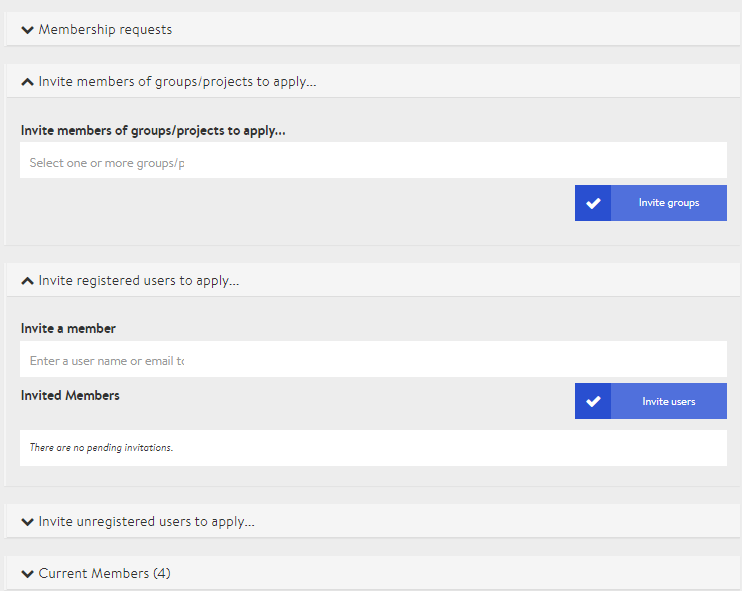 Membership requests
Invite members of groups/projects to apply...
Invite members of groups/projects to apply...
Select one or more groups/p
Invite groups
Invite registered users to apply...
Invite a member
Enter a user name or email to
Invited Members
Invite users
There are no pending invitations.
Invite unregistered users to apply...
Current Members (4)